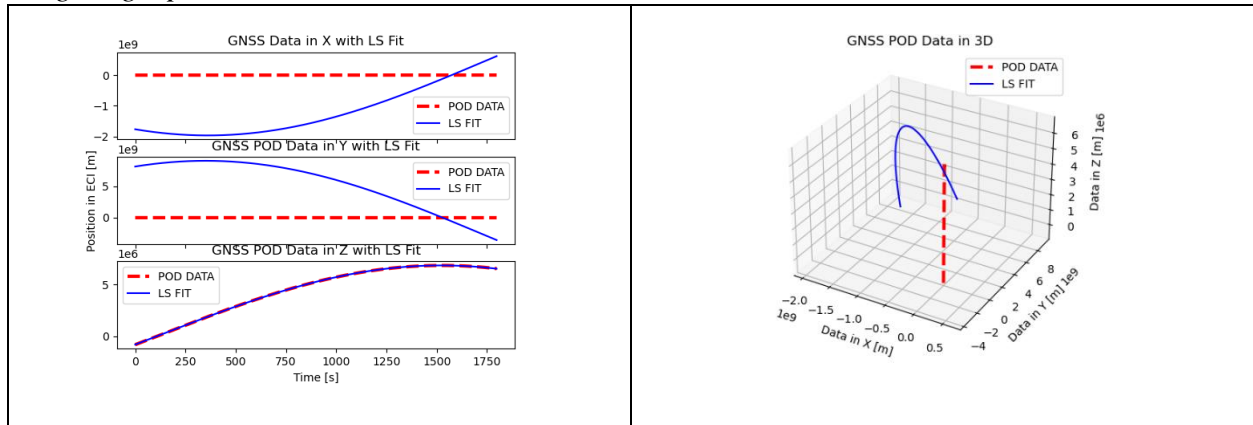 GNSS Data in X with LS Fit
1e9
0
−1
−2
POD DATA
LS FIT
GNSS POD Data in Y with LS Fit
1e9
5
0
POD DATA
LS FIT
Position in ECI [m]
GNSS POD Data in Z with LS Fit
1e6
5
0
POD DATA
LS FIT
0 250 500 750 1000 1250 1500 1750
Time [s]
GNSS POD Data in 3D
POD DATA
LS FIT
6
5
4
3
2
1
0
Data in Z [m] 1e6
8
6
4
2
0
−2
−4
Data in Y [m] 1e9
−2.0 −1.5 −1.0 −0.5 0.0 0.5
1e9
Data in X [m]